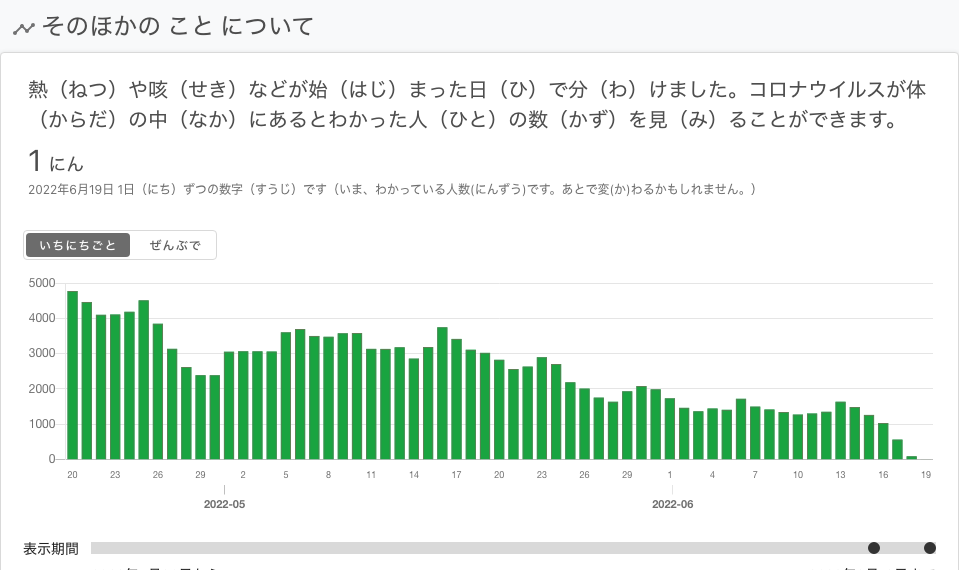 そのほかの こと について
熱（ねつ）や咳（せき）などが始（はじ）まった日（ひ）で分（わ）けました。コロナウイルスが体
（からだ）の中（なか）にあるとわかった人（ひと）の数（かず）を見（み）ることができます。
1 にん
2022年6月19日 1日（にち）ずつの数字（すうじ）です（いま、わかっている人数(にんずう)です。あとで変(か)わるかもしれません。）
いちにちごと ぜんぶで
5000
4000
3000
2000
1000
0
20 23 26 29 2 5 8 11 14 17 20 23 26 29 1 4 7 10 13 16 19
2022-05 2022-06
表示期間